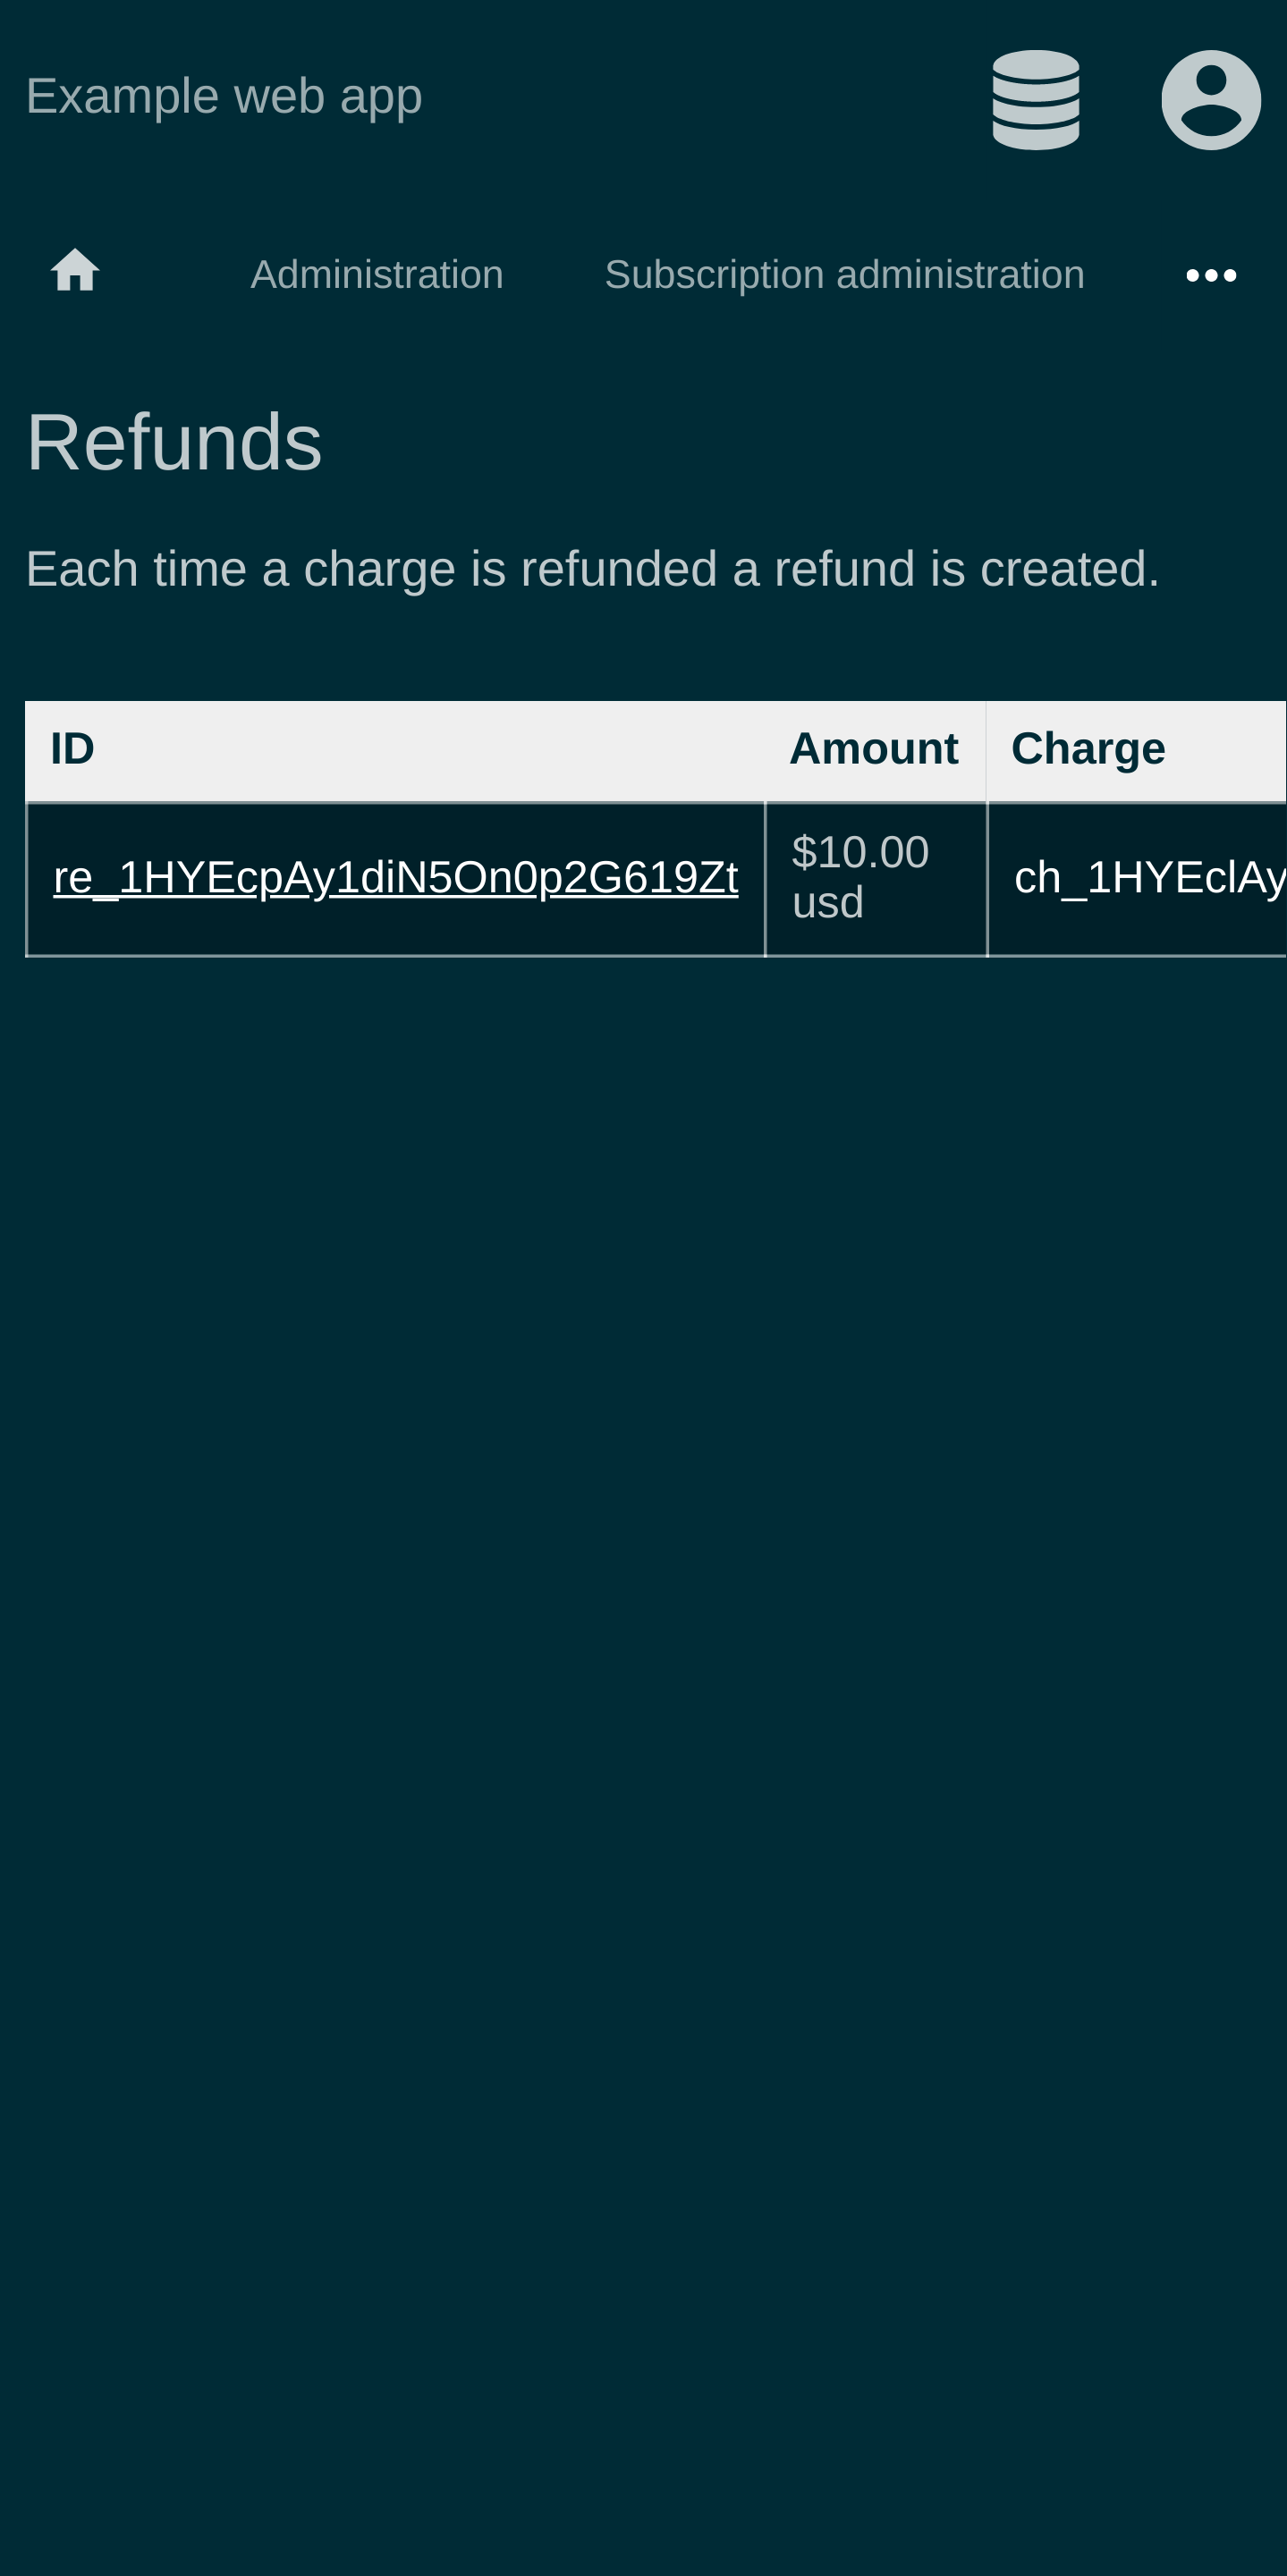 Example web app
Administration Subscription administration
Refunds
Each time a charge is refunded a refund is created.
ID Amount Charge
re_1HYEcpAy1diN5On0p2G619Zt $10.00 usd ch_1HYEclAy